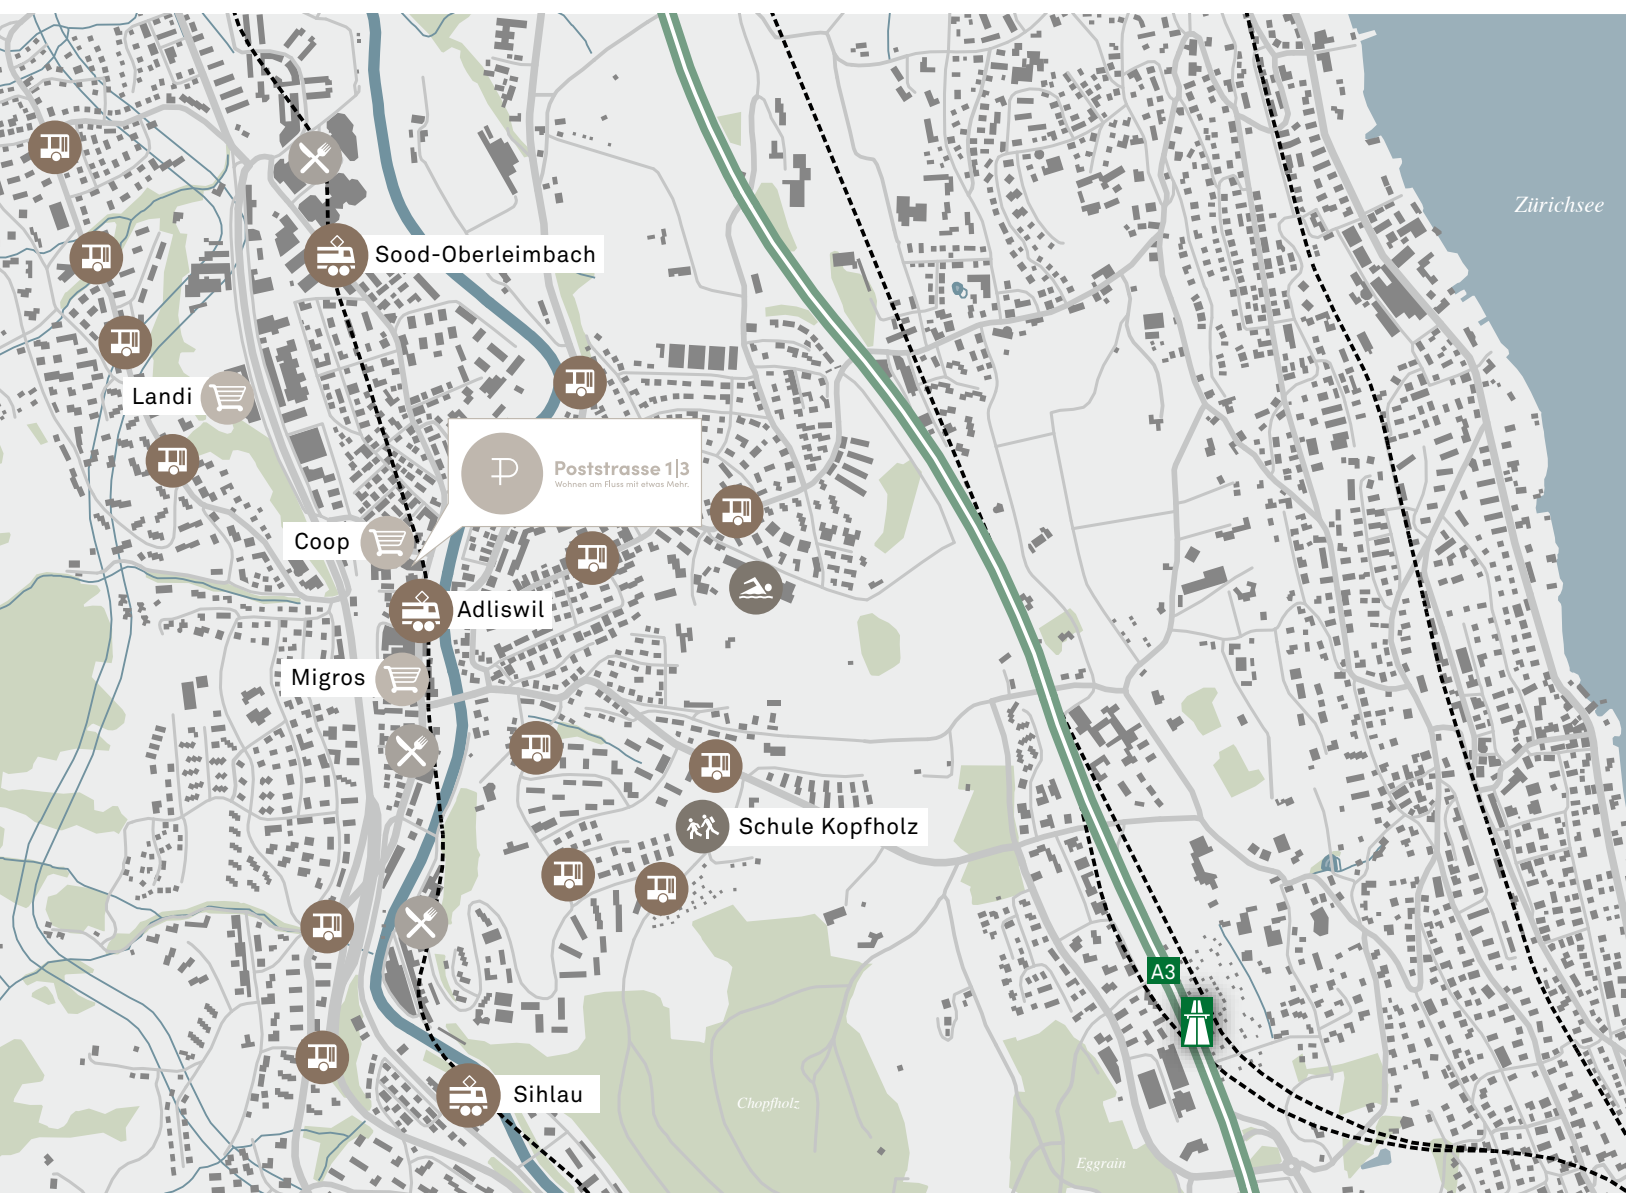 Zürichsee
Sood-Oberleimbach
Landi
Poststrasse 1|3
Wohnen am Fluss mit etwas Mehr.
Coop
Adliswil
Migros
Schule Kopfholz
A3
Sihlau
Chopfholz
Eggrain